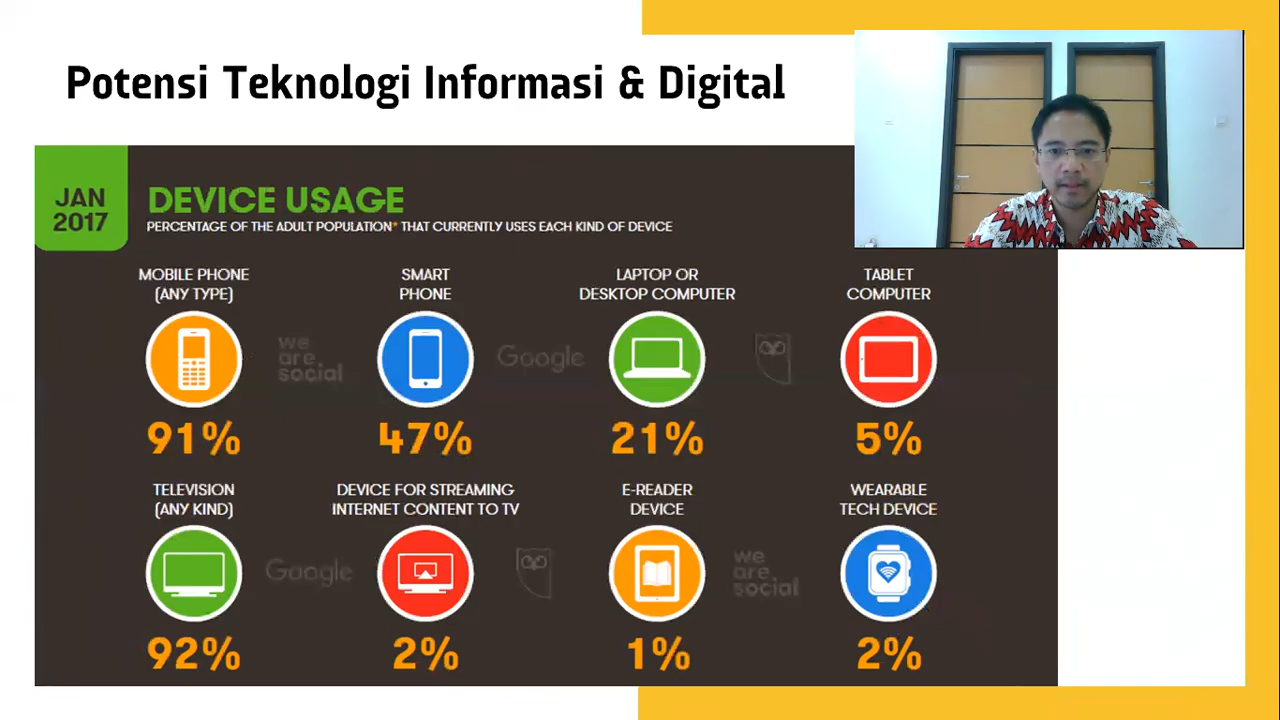 Potensi Teknologi Informasi & Digital
JAN
2017
DEVICE USAGE
PERCENTAGE OF THE ADULT POPULATION* THAT CURRENTLY USES EACH KIND OF DEVICE
MOBILE PHONE
(ANY TYPE)
SMART
PHONE
LAPTOP OR
DESKTOP COMPUTER
TABLET
COMPUTER
we
are
social
Google
91%
47%
21%
5%
TELEVISION
(ANY KIND)
DEVICE FOR STREAMING
INTERNET CONTENT TO TV
E-READER
DEVICE
WEARABLE
TECH DEVICE
Google
we
are
social
92%
2%
1%
2%